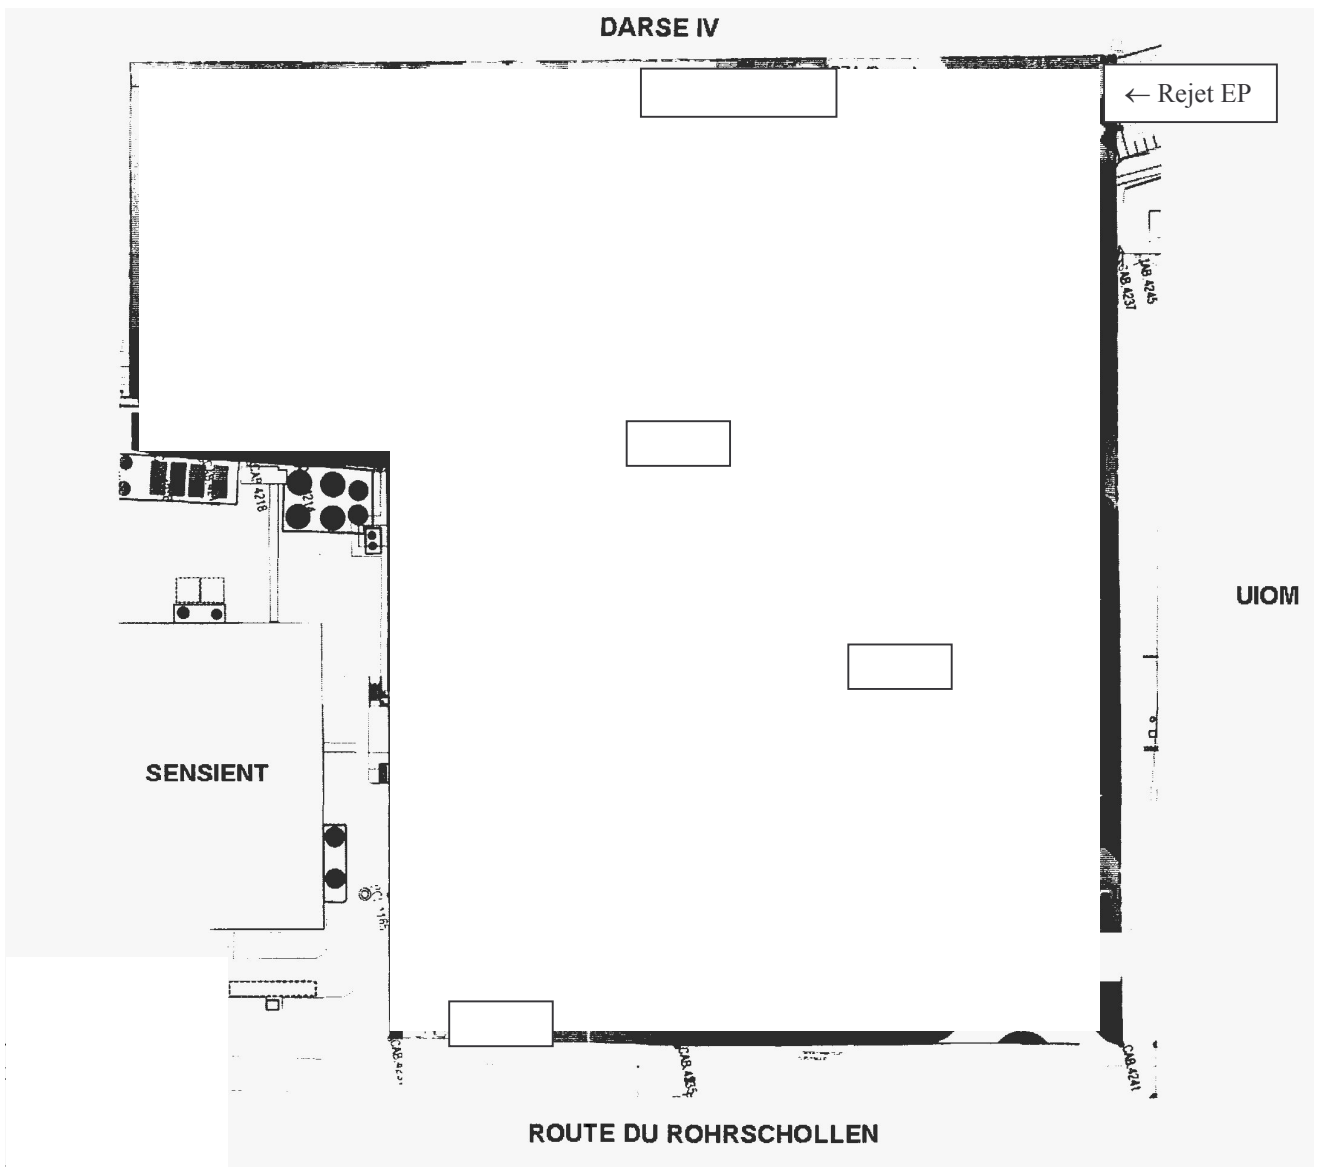 DARSE IV
← Rejet EP
CAB.4245
CAB.4237
CAB.4218
UIOM
SENSIENT
CAB.4241
ROUTE DU ROHRSCHOLLEN